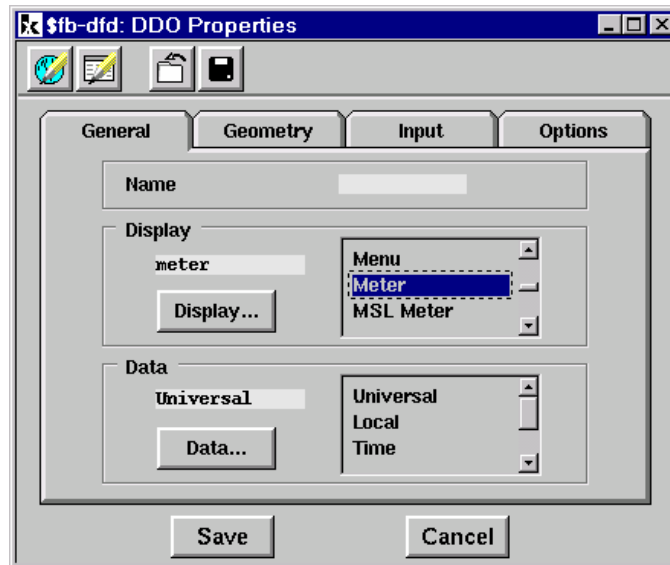 $fb-dfd: DDO Properties
General Geometry Input Options
Name
Display
meter
Menu
Meter
MSL Meter
Display...
Data
Universal
Universal
Local
Time
Data...
Save Cancel